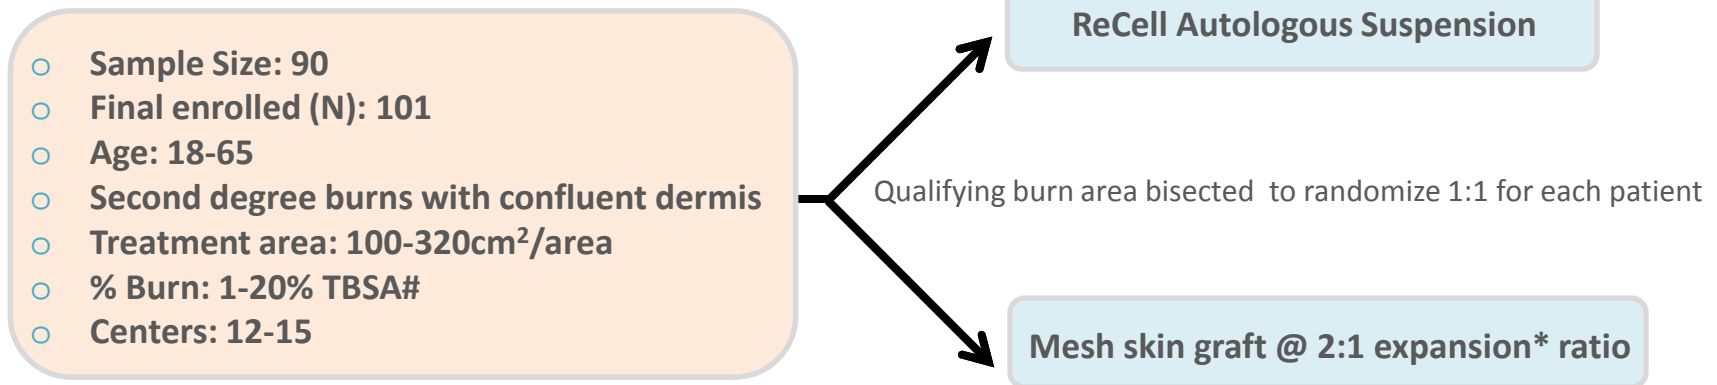 Sample Size: 90
Final enrolled (N): 101
Age: 18-65
Second degree burns with confluent dermis
Treatment area: 100-320cm²/area
% Burn: 1-20% TBSA#
Centers: 12-15
ReCell Autologous Suspension
Qualifying burn area bisected to randomize 1:1 for each patient
Mesh skin graft @ 2:1 expansion* ratio